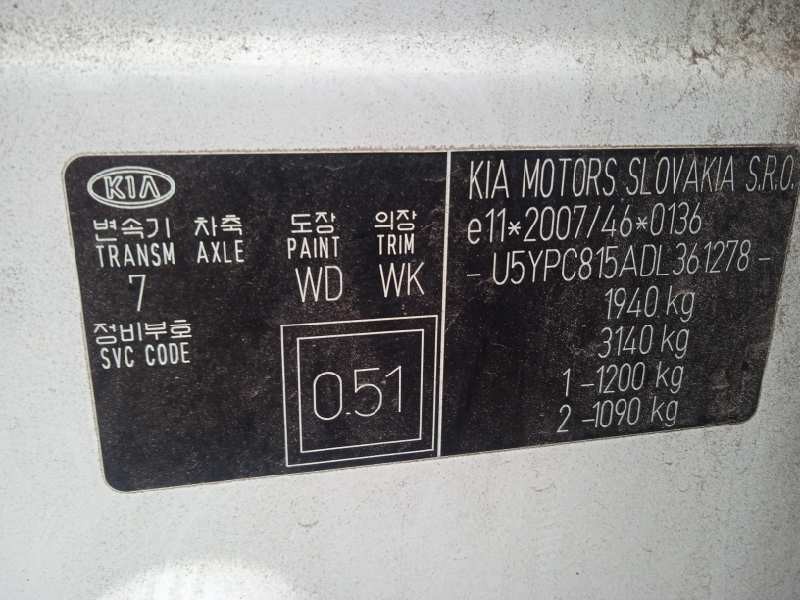 KIA
변속기 차축 도장 의장
TRANSM AXLE PAINT TRIM
7 WD WK
정비부호
SVC CODE
0.51
KIA MOTORS SLOVAKIA S.R.O.
e11*2007/46*0136
- U5YPC815ADL361278 -
1940 kg
3140 kg
1 -1200 kg
2 -1090 kg